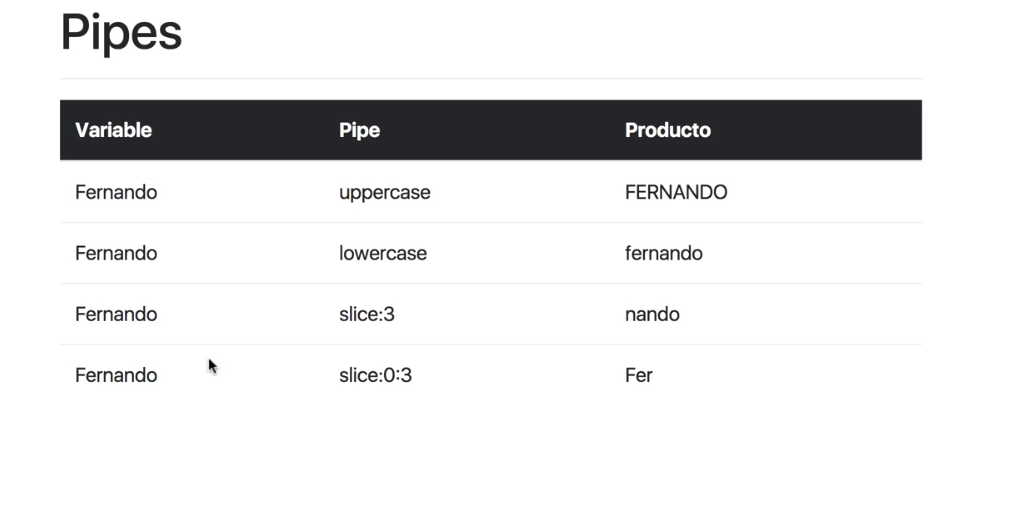 Pipes
Variable Pipe Producto
Fernando uppercase FERNANDO
Fernando lowercase fernando
Fernando slice:3 nando
Fernando slice:0:3 Fer